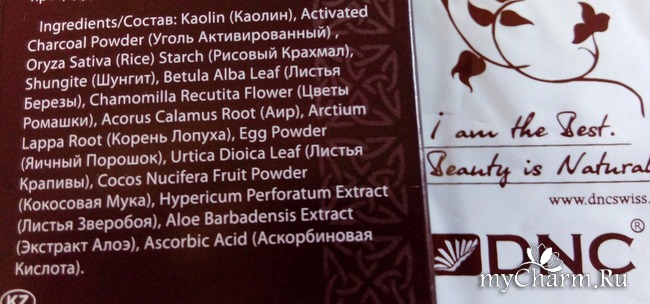 Ingredients/Состав: Kaolin (Каолин), Activated
Charcoal Powder (Уголь Активированный) ,
Oryza Sativa (Rice) Starch (Рисовый Крахмал),
Shungite (Шунгит), Betula Alba Leaf (Листья
Березы), Chamomilla Recutita Flower (Цветы
Ромашки), Acorus Calamus Root (Аир), Arctium
Lappa Root (Корень Лопуха), Egg Powder
(Яичный Порошок), Urtica Dioica Leaf (Листья
Крапивы), Cocos Nucifera Fruit Powder
(Кокосовая Мука), Hypericum Perforatum Extract
(Листья Зверобоя), Aloe Barbadensis Extract
(Экстракт Алоэ), Ascorbic Acid (Аскорбиновая
Кислота).
KZ
i am the Best.
Beauty is Natural
www.dncswiss.
DNC®
myCharm.Ru